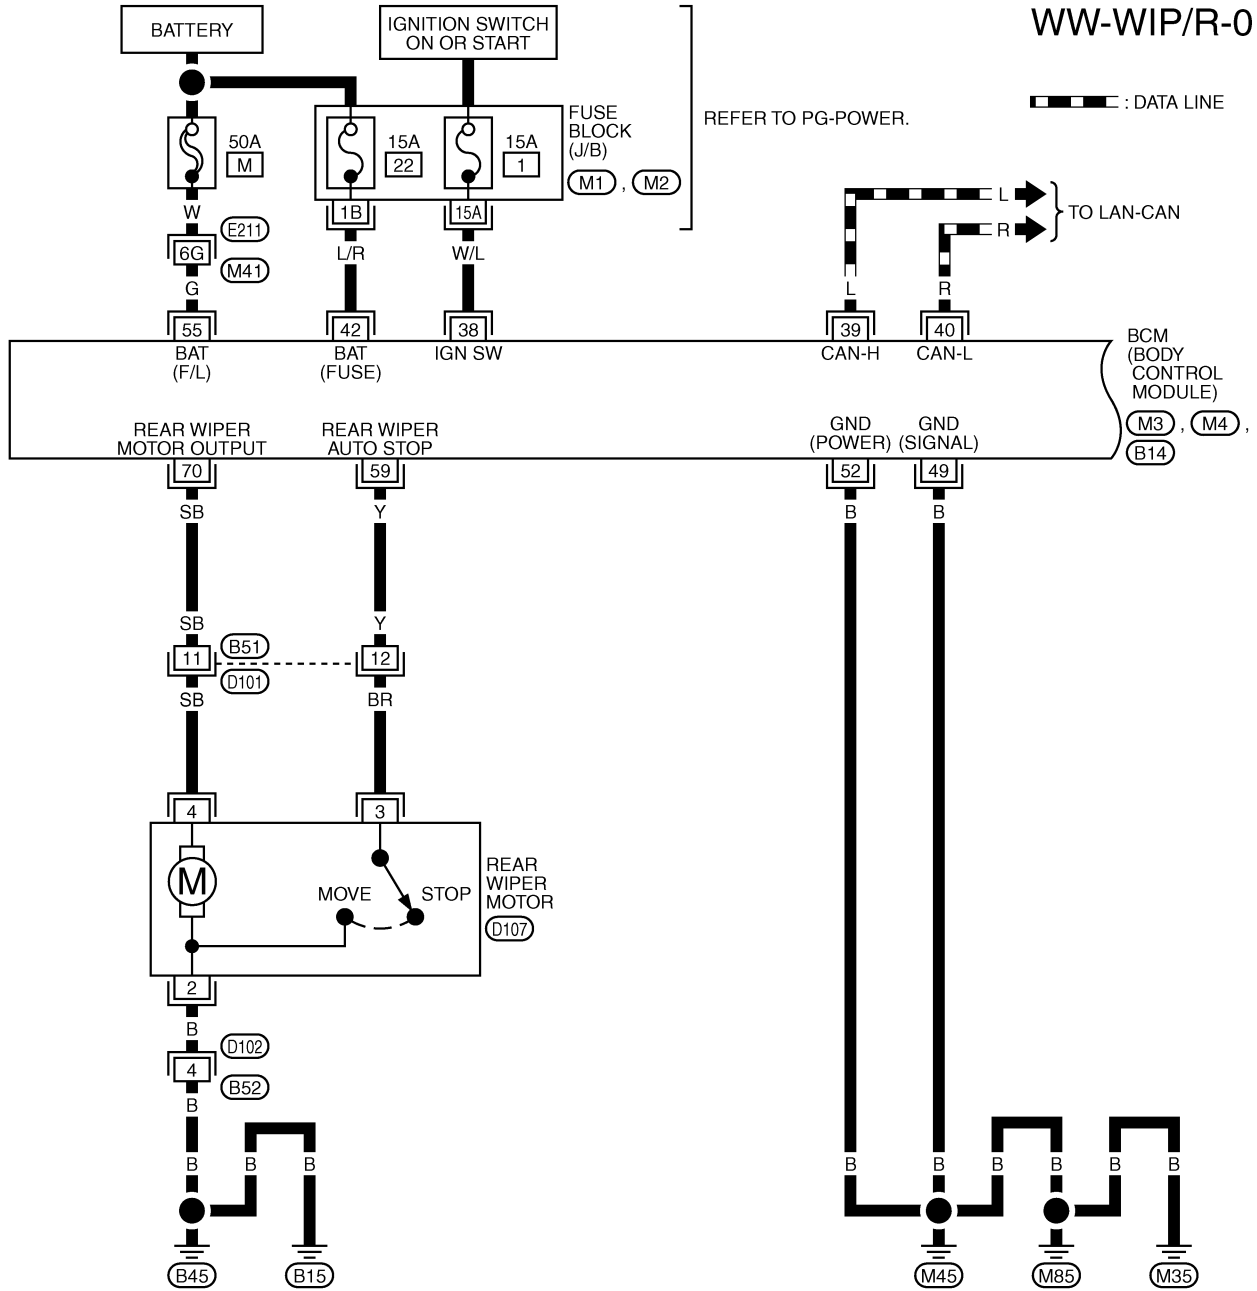 WW-WIP/R-0
BATTERY
IGNITION SWITCH
ON OR START
: DATA LINE
REFER TO PG-POWER.
FUSE
BLOCK
(J/B)
M1 , M2
50A
M
15A
22
15A
1
W
1B
15A
E211
6G
M41
G
L/R
W/L
L
R
TO LAN-CAN
L
R
55
42
38
39
40
BAT
(F/L)
BAT
(FUSE)
IGN SW
CAN-H
CAN-L
BCM
(BODY
CONTROL
MODULE)
M3 , M4 ,
B14
REAR WIPER
MOTOR OUTPUT
REAR WIPER
AUTO STOP
GND
(POWER)
GND
(SIGNAL)
70
59
52
49
SB
Y
B
B
SB
Y
11
B51
D101
12
SB
BR
4
3
M
MOVE
STOP
REAR
WIPER
MOTOR
D107
2
B
D102
4
B52
B
B
B
B
B
B
B
B
B
B
B45
B15
M45
M85
M35